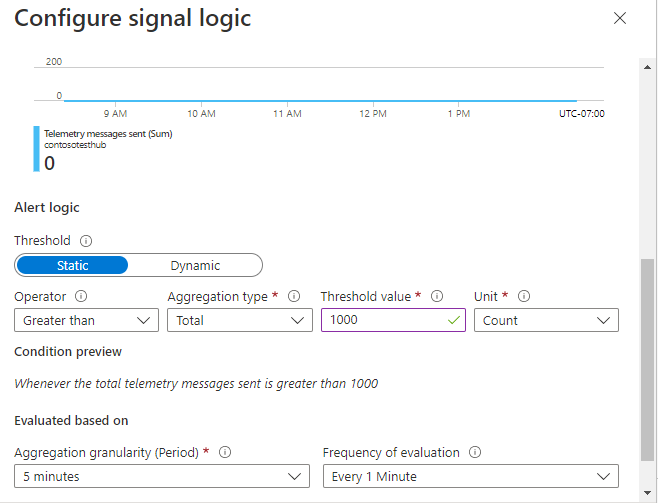 Configure signal logic
200
0
9 AM 10 AM 11 AM 12 PM 1 PM UTC-07:00
Telemetry messages sent (Sum)
contosotesthub
0
Alert logic
Threshold
Static Dynamic
Operator Aggregation type * Threshold value * Unit *
Greater than Total 1000 Count
Condition preview
Whenever the total telemetry messages sent is greater than 1000
Evaluated based on
Aggregation granularity (Period) * Frequency of evaluation
5 minutes Every 1 Minute